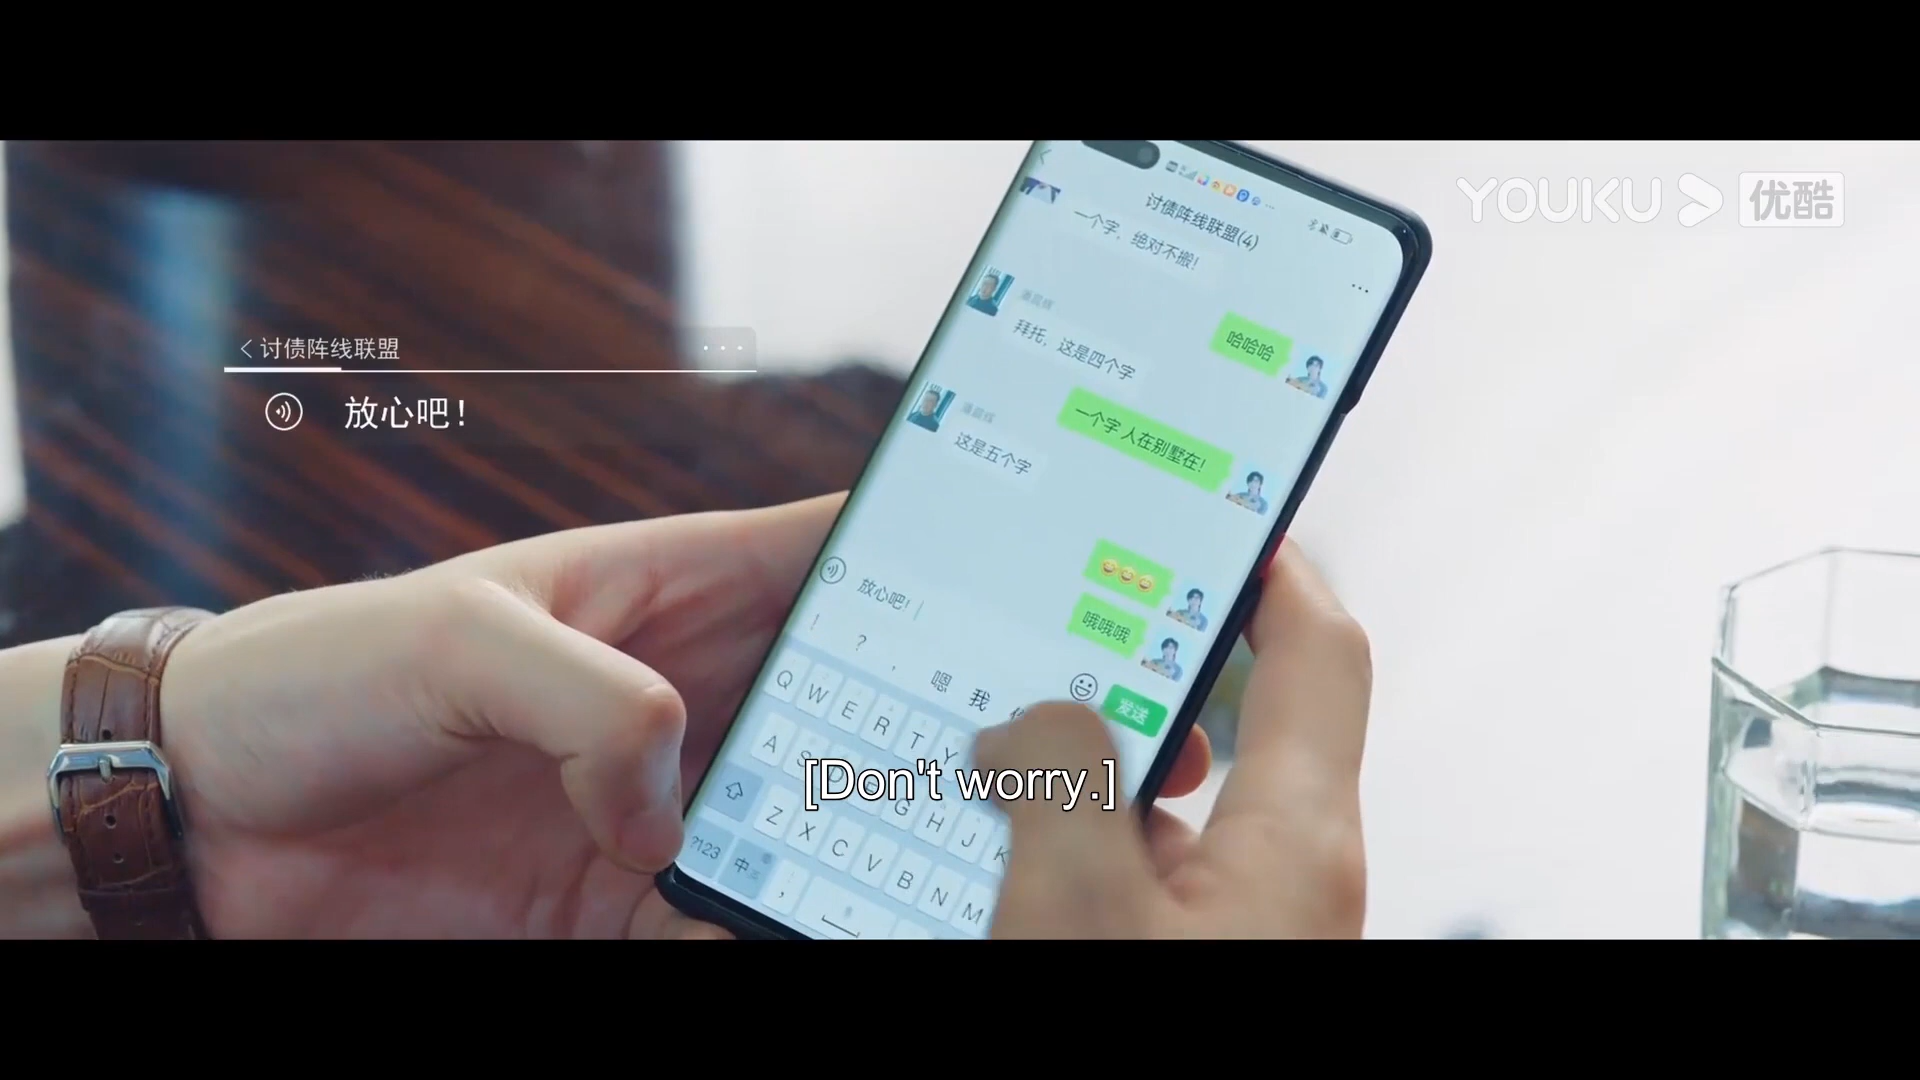 YOUKU 优酷
讨债阵线联盟(4)
一个字，绝对不搬！
哈哈哈
拜托，这是四个字
一个字 人在别墅在！
这是五个字
哦哦哦
放心吧！
! ? , 嗯 我
发送
Q W E R T Y
A S D G H J K
Z X C V B N M
?123 中
讨债阵线联盟
放心吧！
[Don't worry.]